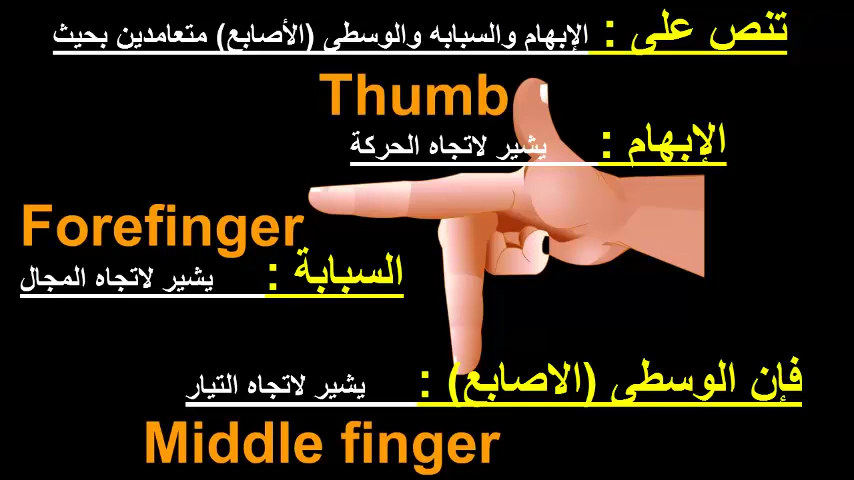 تنص على : الإبهام والسبابه والوسطى (الأصابع) متعامدين بحيث
Thumb
الإبهام : يشير لاتجاه الحركة
Forefinger
السبابة : يشير لاتجاه المجال
فإن الوسطى (الاصابع) : يشير لاتجاه التيار
Middle finger